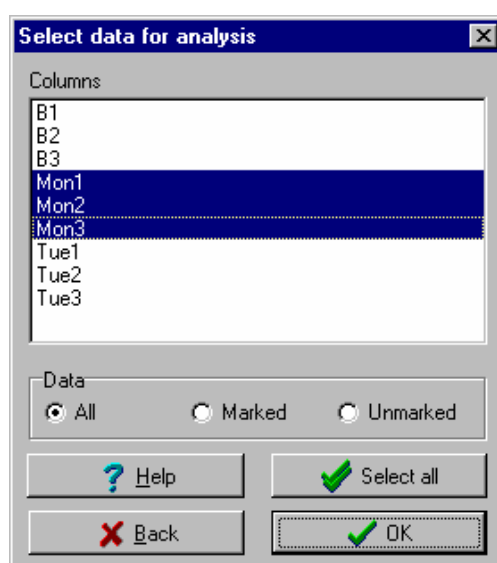 Select data for analysis
Columns
B1
B2
B3
Mon1
Mon2
Mon3
Tue1
Tue2
Tue3
Data
All Marked Unmarked
? Help Select all
Back OK